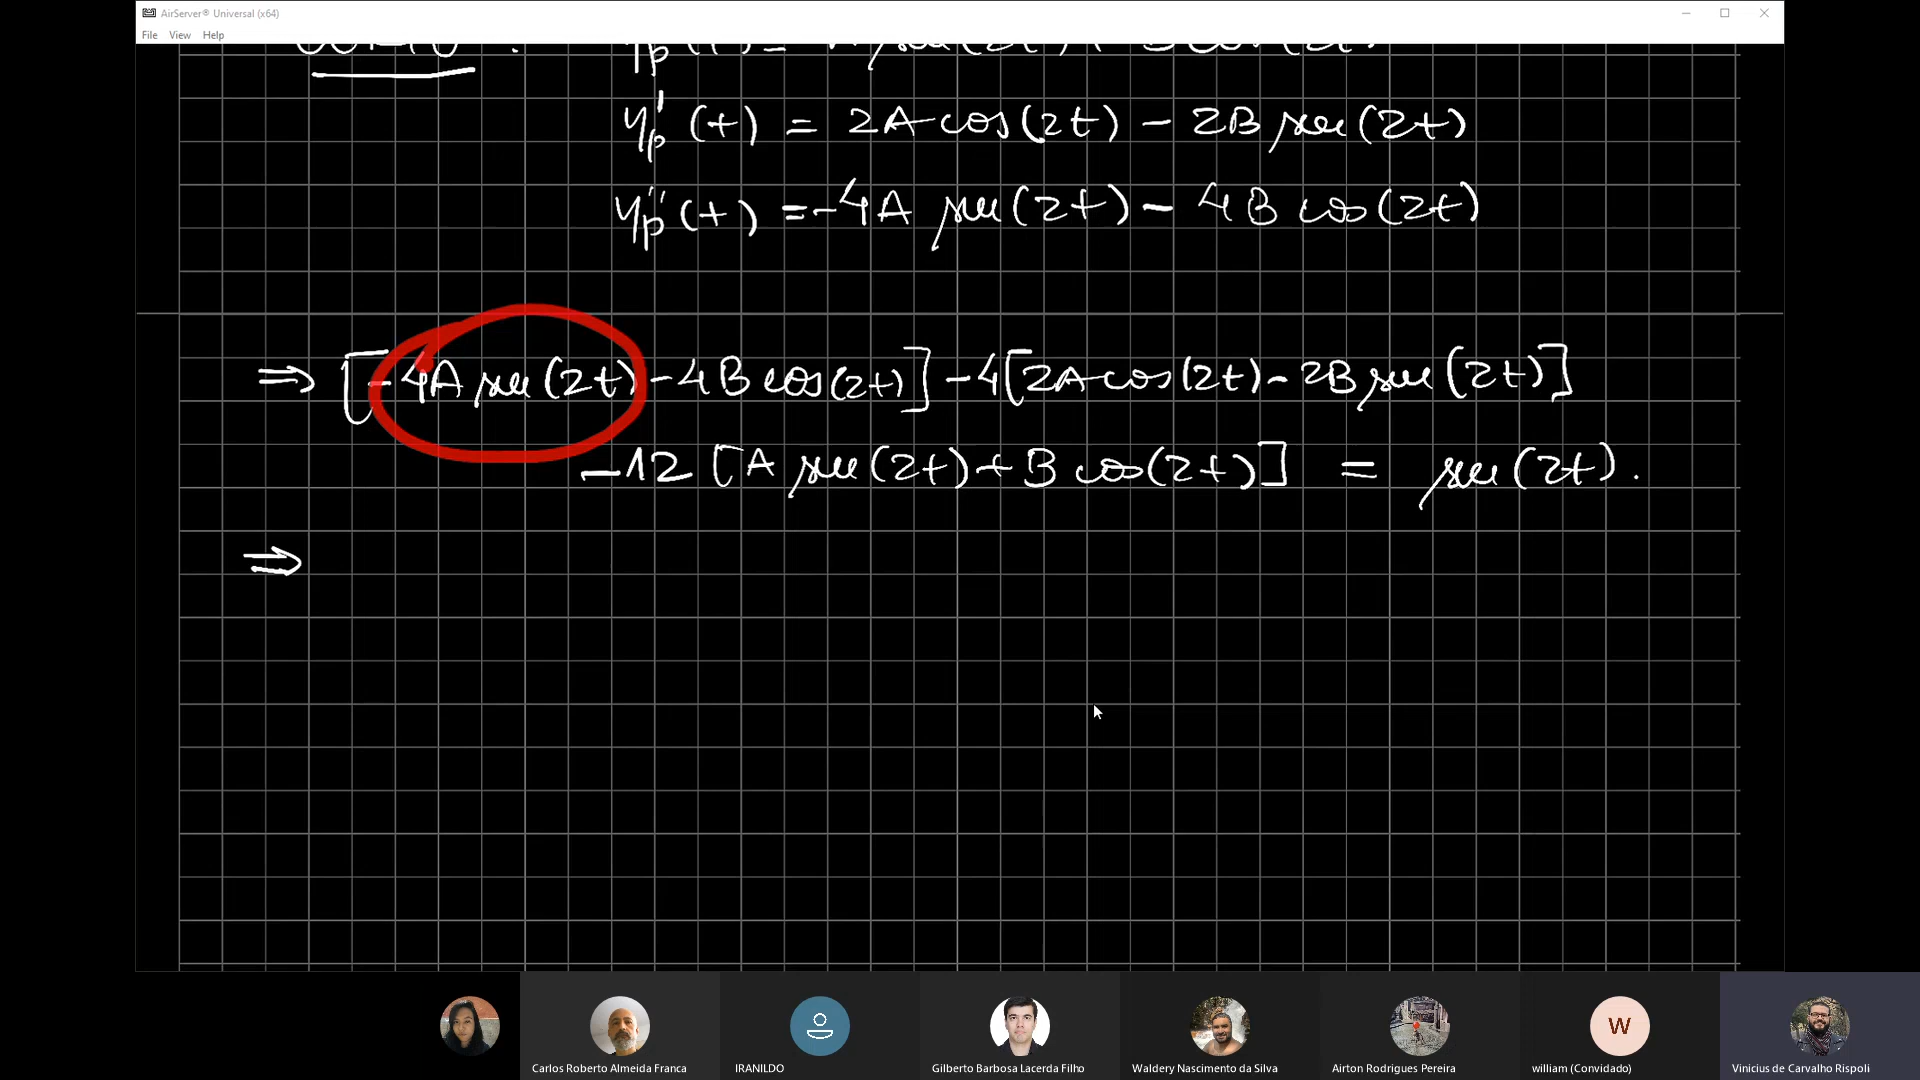 AirServer® Universal (x64)
File View Help
yp'(t) = 2A cos(2t) - 2B sen(2t)
yp''(t) = -4A sen(2t) - 4B cos(2t)
⇒ [-4A sen(2t) - 4B cos(2t)] - 4[2A cos(2t) - 2B sen(2t)]
-12 [A sen(2t) + B cos(2t)] = sen(2t).
⇒
W
Carlos Roberto Almeida Franca IRANILDO Gilberto Barbosa Lacerda Filho Waldery Nascimento da Silva Airton Rodrigues Pereira william (Convidado) Vinicius de Carvalho Rispoli